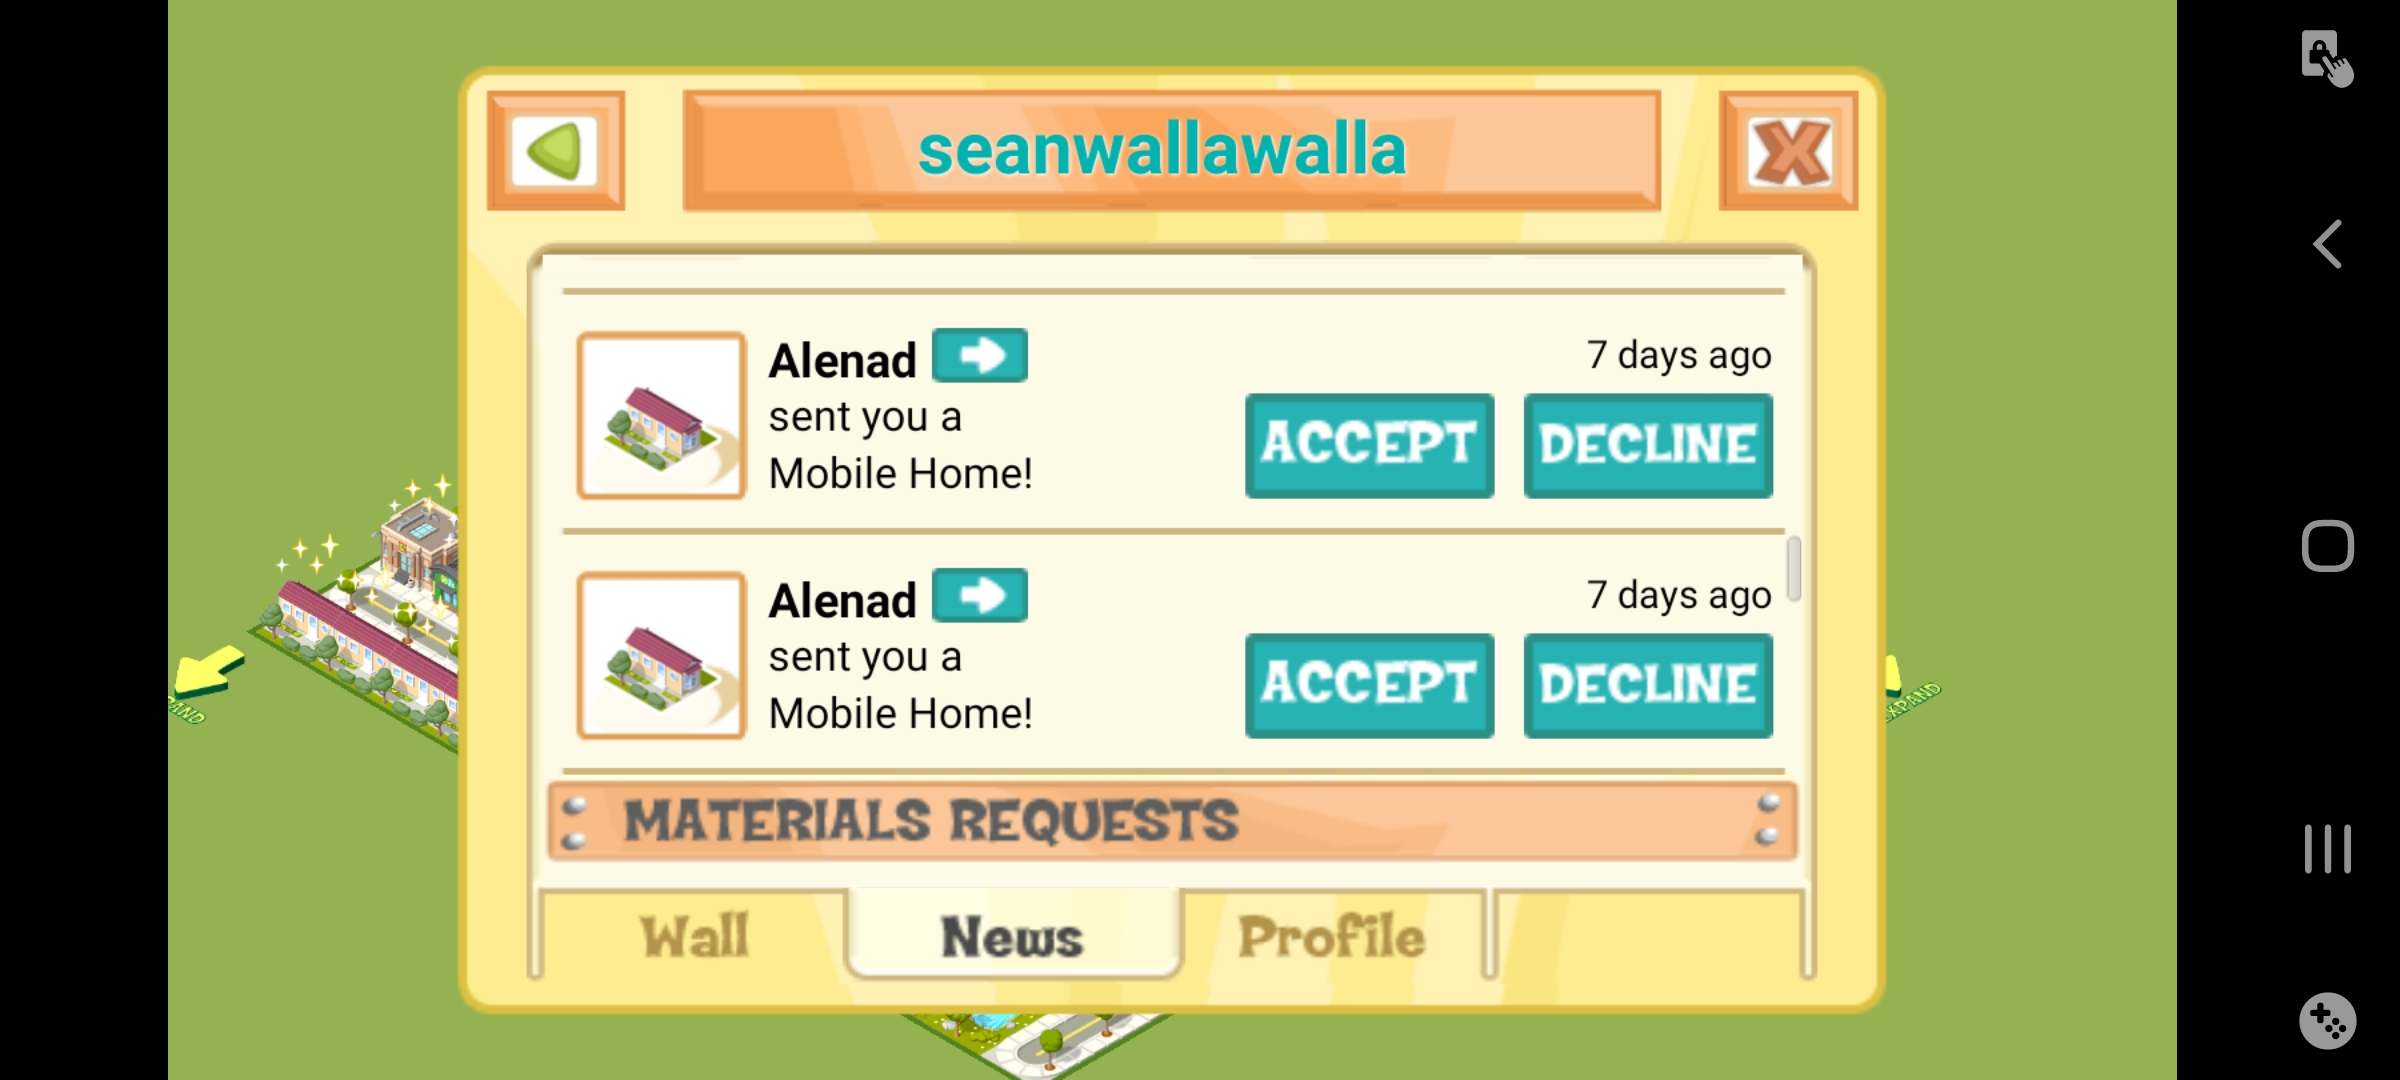 seanwallawalla
Alenad
7 days ago
sent you a
Mobile Home!
ACCEPT
DECLINE
Alenad
7 days ago
sent you a
Mobile Home!
ACCEPT
DECLINE
MATERIALS REQUESTS
Wall
News
Profile